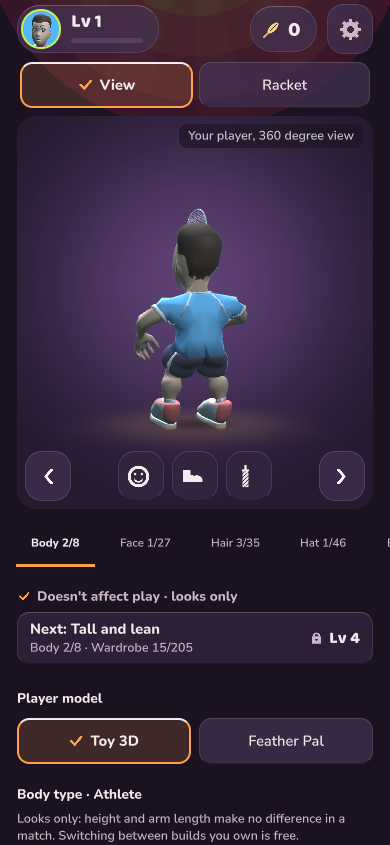 Lv 1
0
View
Racket
Your player, 360 degree view
Body 2/8
Face 1/27
Hair 3/35
Hat 1/46
Doesn't affect play · looks only
Next: Tall and lean
Body 2/8 · Wardrobe 15/205
Lv 4
Player model
Toy 3D
Feather Pal
Body type · Athlete
Looks only: height and arm length make no difference in a
match. Switching between builds you own is free.